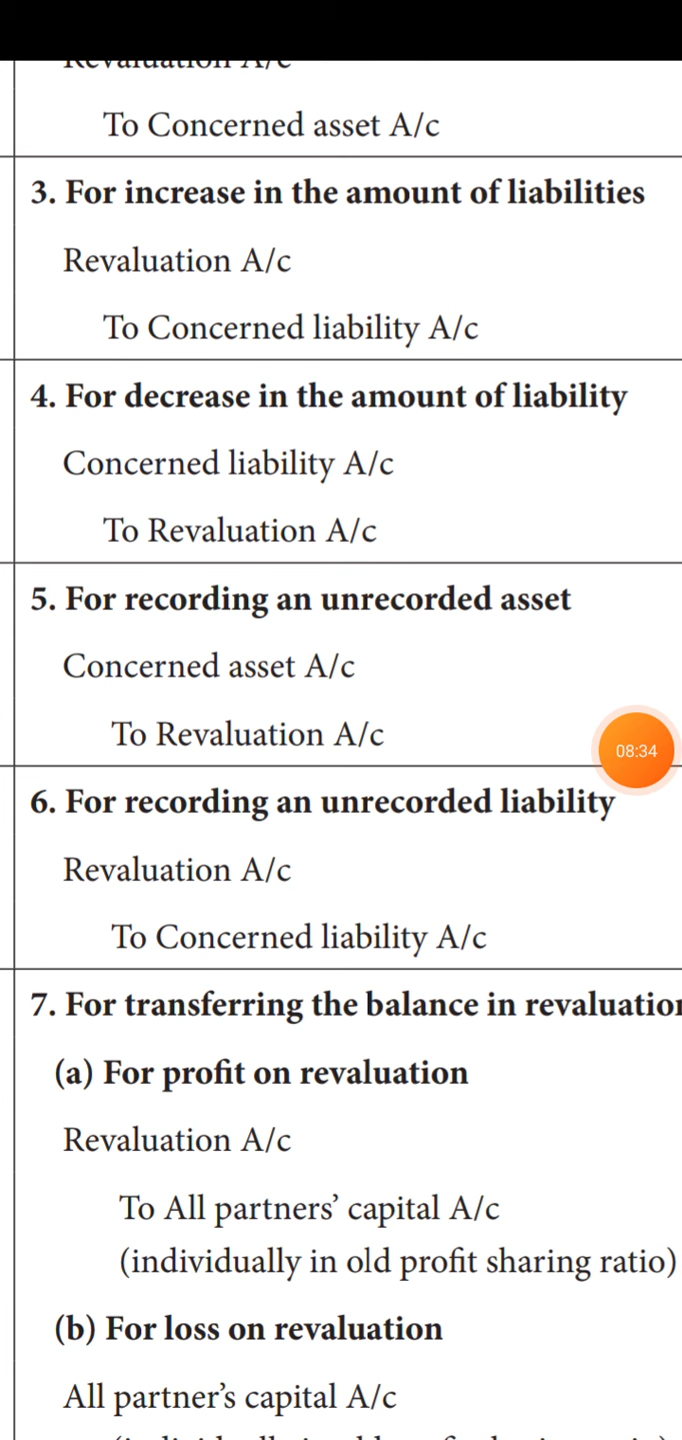 Revaluation A/c
To Concerned asset A/c
3. For increase in the amount of liabilities
Revaluation A/c
To Concerned liability A/c
4. For decrease in the amount of liability
Concerned liability A/c
To Revaluation A/c
5. For recording an unrecorded asset
Concerned asset A/c
To Revaluation A/c
08:34
6. For recording an unrecorded liability
Revaluation A/c
To Concerned liability A/c
7. For transferring the balance in revaluation
(a) For profit on revaluation
Revaluation A/c
To All partners’ capital A/c
(individually in old profit sharing ratio)
(b) For loss on revaluation
All partner’s capital A/c